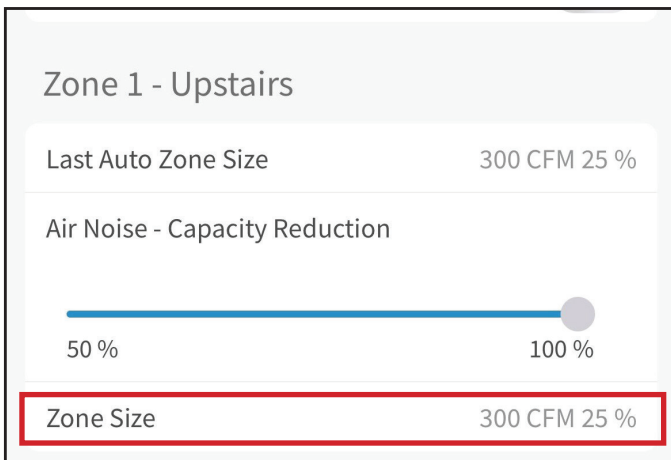 Zone 1 - Upstairs
Last Auto Zone Size 300 CFM 25 %
Air Noise - Capacity Reduction
50 % 100 %
Zone Size 300 CFM 25 %